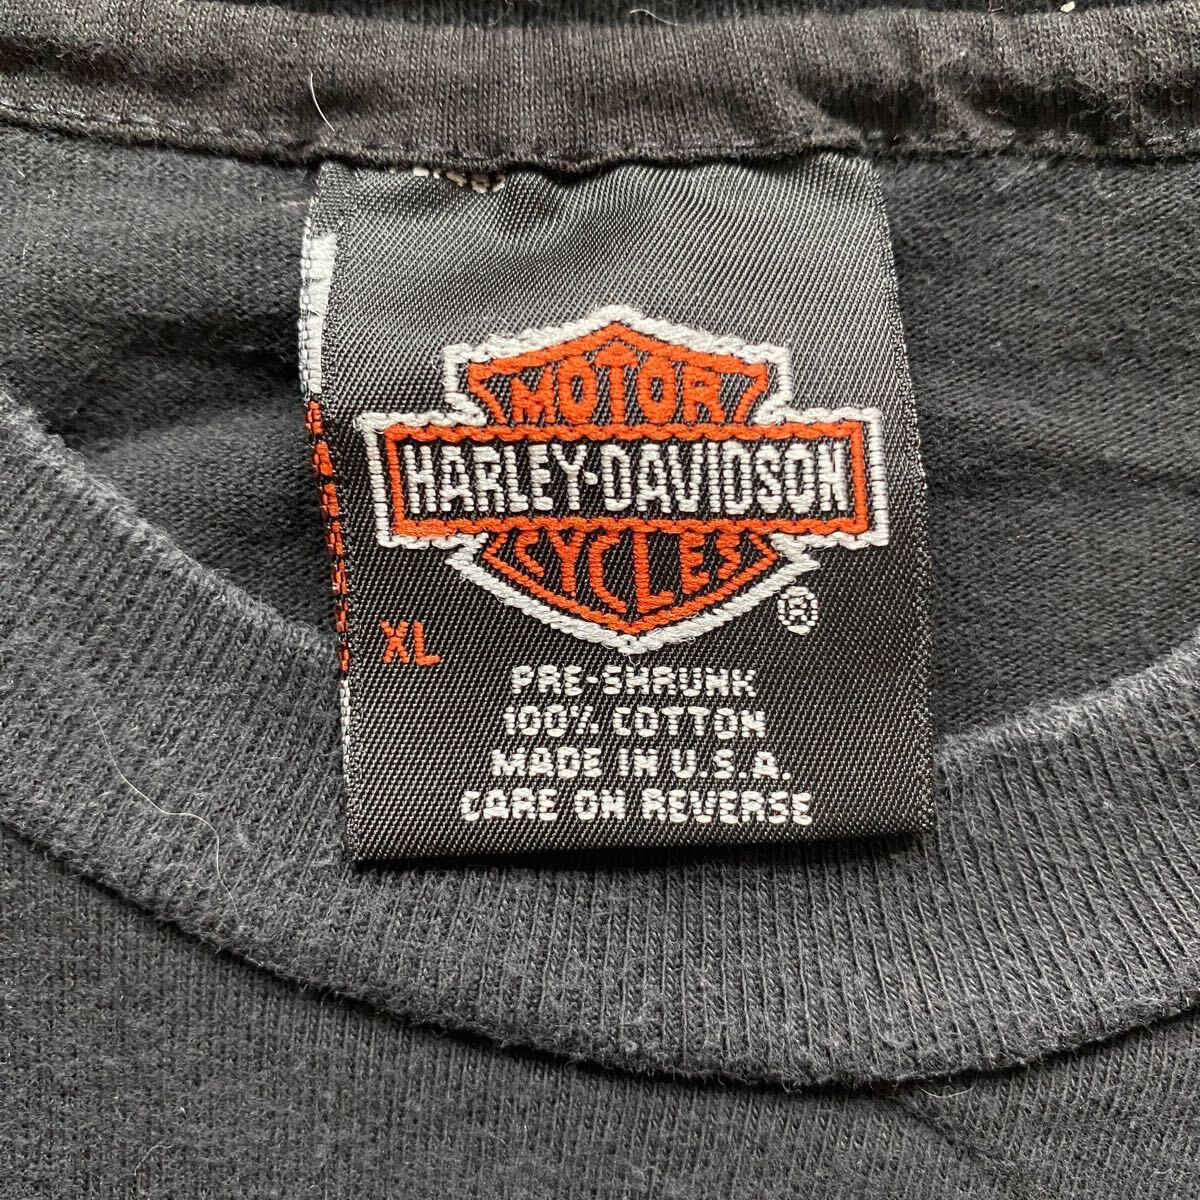 MOTOR
HARLEY-DAVIDSON
CYCLES
®
XL
PRE-SHRUNK
100% COTTON
MADE IN U.S.A.
CARE ON REVERSE